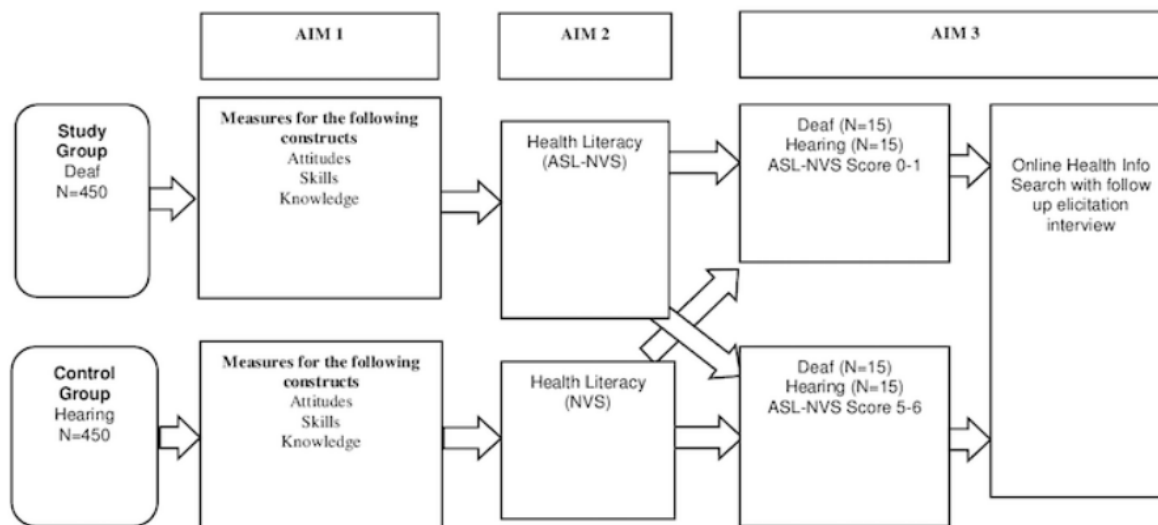 AIM 1
AIM 2
AIM 3
Study
Group
Deaf
N=450
Measures for the following
constructs
Attitudes
Skills
Knowledge
Health Literacy
(ASL-NVS)
Deaf (N=15)
Hearing (N=15)
ASL-NVS Score 0-1
Online Health Info
Search with follow
up elicitation
interview
Control
Group
Hearing
N=450
Measures for the following
constructs
Attitudes
Skills
Knowledge
Health Literacy
(NVS)
Deaf (N=15)
Hearing (N=15)
ASL-NVS Score 5-6